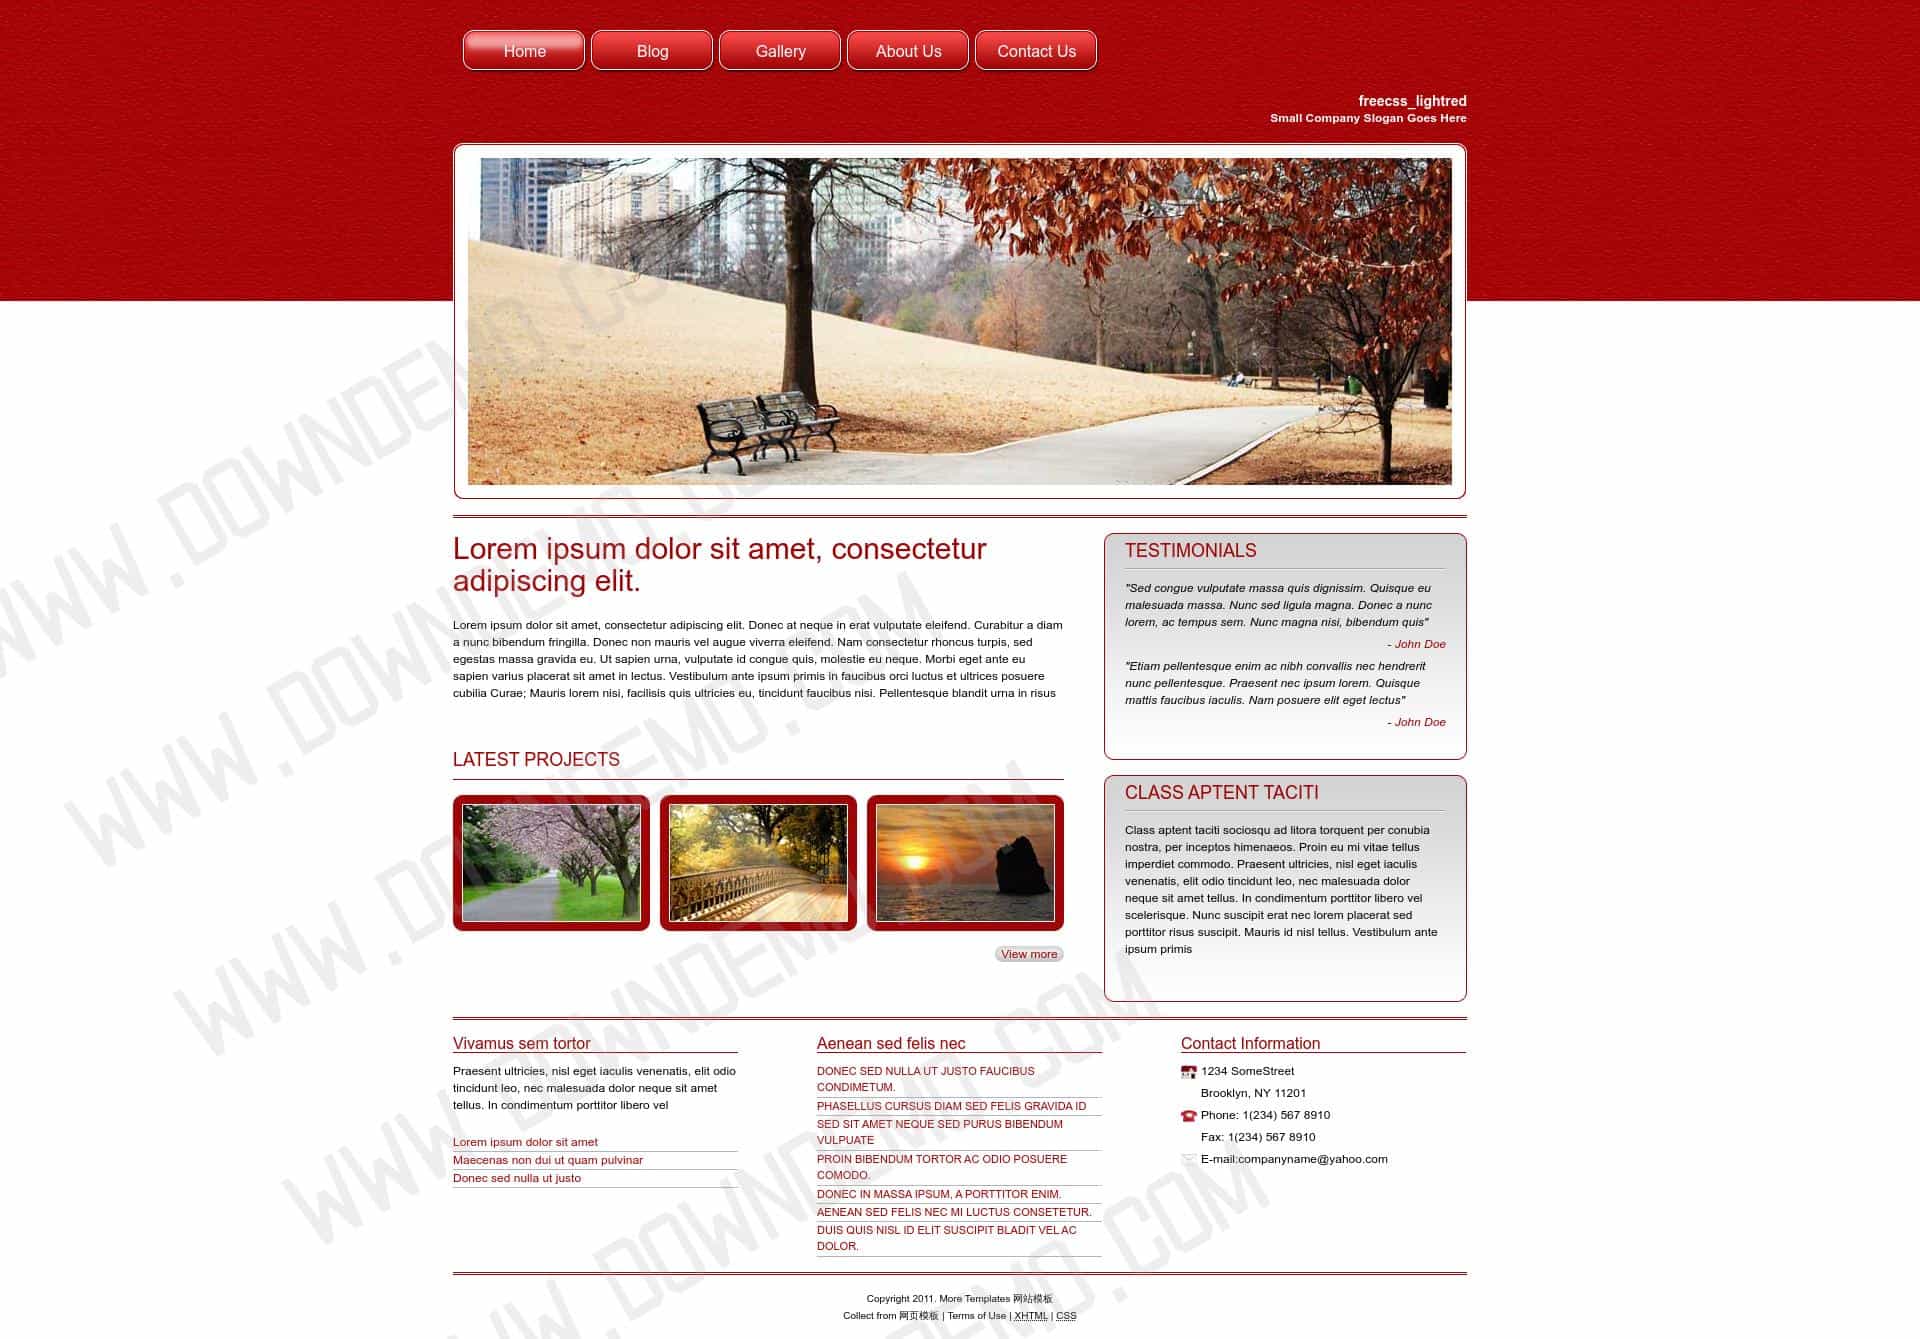 Home
Blog
Gallery
About Us
Contact Us
freecss_lightred
Small Company Slogan Goes Here
Lorem ipsum dolor sit amet, consectetur
adipiscing elit.
Lorem ipsum dolor sit amet, consectetur adipiscing elit. Donec at neque in erat vulputate eleifend. Curabitur a diam
a nunc bibendum fringilla. Donec non mauris vel augue viverra eleifend. Nam consectetur rhoncus turpis, sed
egestas massa gravida eu. Ut sapien urna, vulputate id congue quis, molestie eu neque. Morbi eget ante eu
sapien varius placerat sit amet in lectus. Vestibulum ante ipsum primis in faucibus orci luctus et ultrices posuere
cubilia Curae; Mauris lorem nisi, facilisis quis ultricies eu, tincidunt faucibus nisi. Pellentesque blandit urna in risus
LATEST PROJECTS
View more
TESTIMONIALS
"Sed congue vulputate massa quis dignissim. Quisque eu
malesuada massa. Nunc sed ligula magna. Donec a nunc
lorem, ac tempus sem. Nunc magna nisi, bibendum quis"
- John Doe
"Etiam pellentesque enim ac nibh convallis nec hendrerit
nunc pellentesque. Praesent nec ipsum lorem. Quisque
mattis faucibus iaculis. Nam posuere elit eget lectus"
- John Doe
CLASS APTENT TACITI
Class aptent taciti sociosqu ad litora torquent per conubia
nostra, per inceptos himenaeos. Proin eu mi vitae tellus
imperdiet commodo. Praesent ultricies, nisl eget iaculis
venenatis, elit odio tincidunt leo, nec malesuada dolor
neque sit amet tellus. In condimentum porttitor libero vel
scelerisque. Nunc suscipit erat nec lorem placerat sed
porttitor risus suscipit. Mauris id nisl tellus. Vestibulum ante
ipsum primis
Vivamus sem tortor
Praesent ultricies, nisl eget iaculis venenatis, elit odio
tincidunt leo, nec malesuada dolor neque sit amet
tellus. In condimentum porttitor libero vel
Lorem ipsum dolor sit amet
Maecenas non dui ut quam pulvinar
Donec sed nulla ut justo
Aenean sed felis nec
DONEC SED NULLA UT JUSTO FAUCIBUS
CONDIMETUM.
PHASELLUS CURSUS DIAM SED FELIS GRAVIDA ID
SED SIT AMET NEQUE SED PURUS BIBENDUM
VULPUATE
PROIN BIBENDUM TORTOR AC ODIO POSUERE
COMODO.
DONEC IN MASSA IPSUM, A PORTTITOR ENIM.
AENEAN SED FELIS NEC MI LUCTUS CONSETETUR.
DUIS QUIS NISL ID ELIT SUSCIPIT BLADIT VEL AC
DOLOR.
Contact Information
1234 SomeStreet
Brooklyn, NY 11201
Phone: 1(234) 567 8910
Fax: 1(234) 567 8910
E-mail:companyname@yahoo.com
Copyright 2011. More Templates 网站模板
Collect from 网页模板 | Terms of Use | XHTML | CSS
WWW.DOWNDEMO.COM
WWW.DOWNDEMO.COM
WWW.DOWNDEMO.COM
WWW.DOWNDEMO.COM
WWW.DOWNDEMO.COM